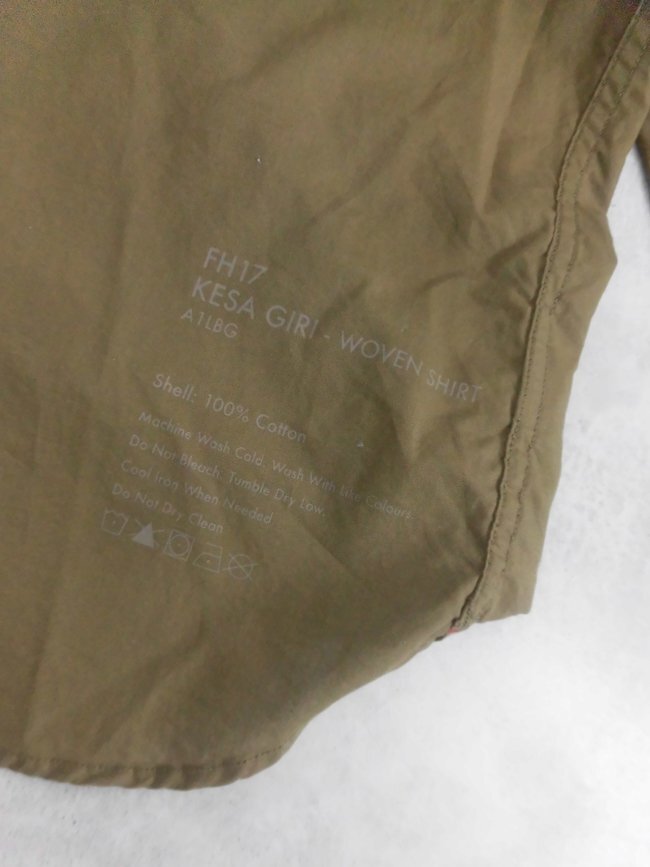 FH17
KESA GIRI - WOVEN SHIRT
A1LBG
Shell: 100% Cotton
Machine Wash Cold. Wash With Like Colours.
Do Not Bleach. Tumble Dry Low.
Cool Iron When Needed
Do Not Dry Clean